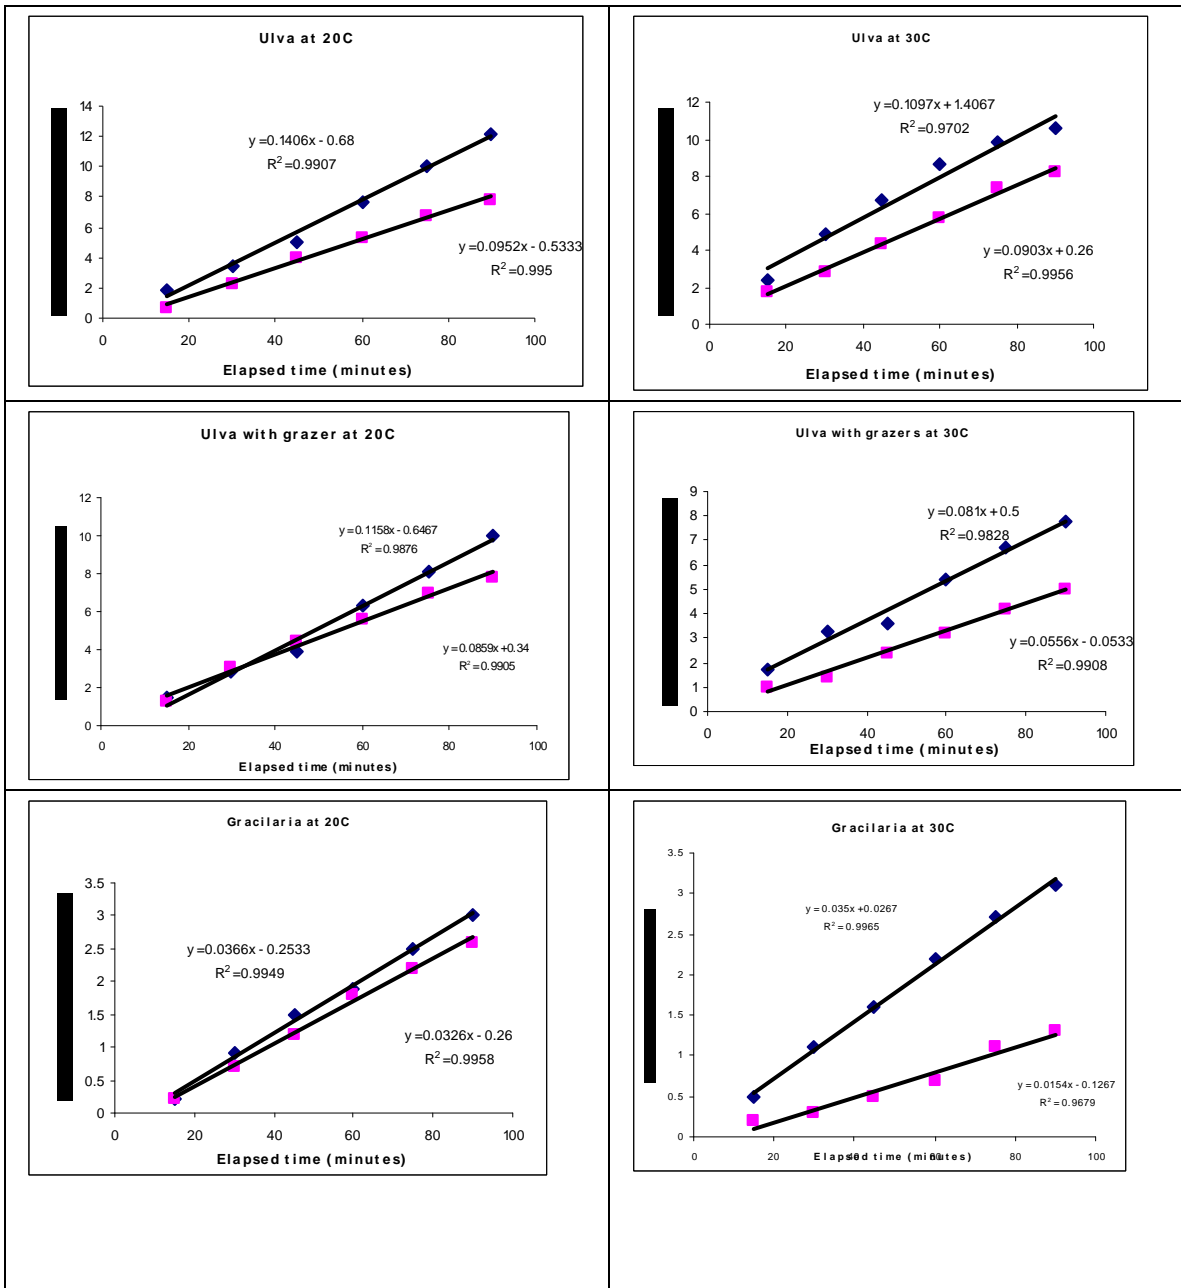 Ulva at 20C
14
12
10
8
6
4
2
0
y = 0.1406x - 0.68
R2 = 0.9907
y = 0.0952x - 0.5333
R2 = 0.995
0 20 40 60 80 100
Elapsed time (minutes)
Ulva at 30C
12
10
8
6
4
2
0
y = 0.1097x + 1.4067
R2 = 0.9702
y = 0.0903x + 0.26
R2 = 0.9956
0 20 40 60 80 100
Elapsed time (minutes)
Ulva with grazer at 20C
12
10
8
6
4
2
0
y = 0.1158x - 0.6467
R2 = 0.9876
y = 0.0859x + 0.34
R2 = 0.9905
0 20 40 60 80 100
Elapsed time (minutes)
Ulva with grazers at 30C
9
8
7
6
5
4
3
2
1
0
y = 0.081x + 0.5
R2 = 0.9828
y = 0.0556x - 0.0533
R2 = 0.9908
0 20 40 60 80 100
Elapsed time (minutes)
Gracilaria at 20C
3.5
3
2.5
2
1.5
1
0.5
0
y = 0.0366x - 0.2533
R2 = 0.9949
y = 0.0326x - 0.26
R2 = 0.9958
0 20 40 60 80 100
Elapsed time (minutes)
Gracilaria at 30C
3.5
3
2.5
2
1.5
1
0.5
0
y = 0.035x + 0.0267
R2 = 0.9965
y = 0.0154x - 0.1267
R2 = 0.9679
0 20 40 60 80 100
Elapsed time (minutes)